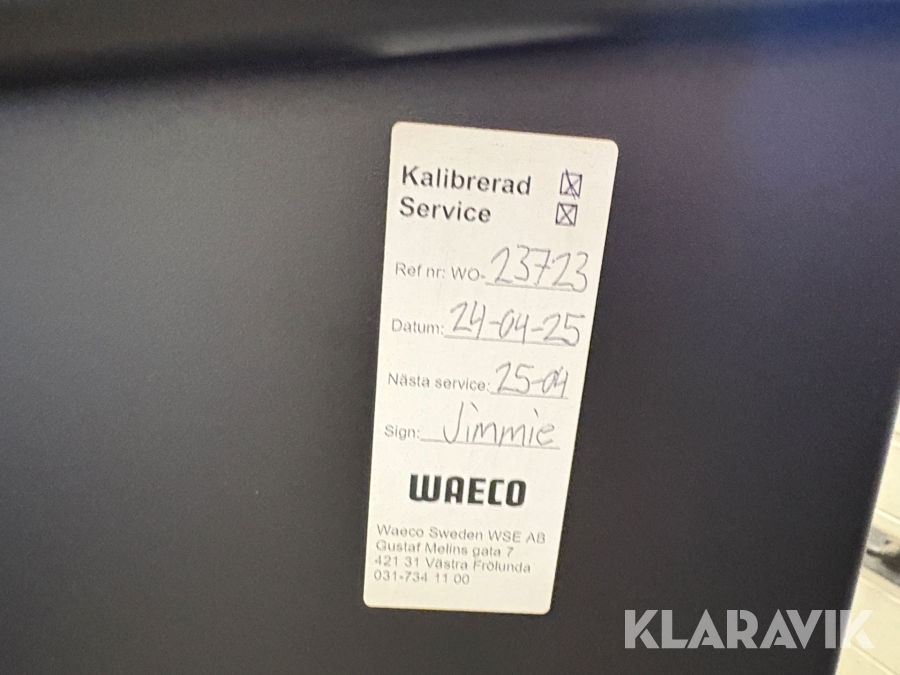 Kalibrerad ☒
Service ☒
Ref nr: WO-23723
Datum: 24-04-25
Nästa service: 25-04
Sign: Jimmie
WAECO
Waeco Sweden WSE AB
Gustaf Melins gata 7
421 31 Västra Frölunda
031-734 11 00
KLARAVIK